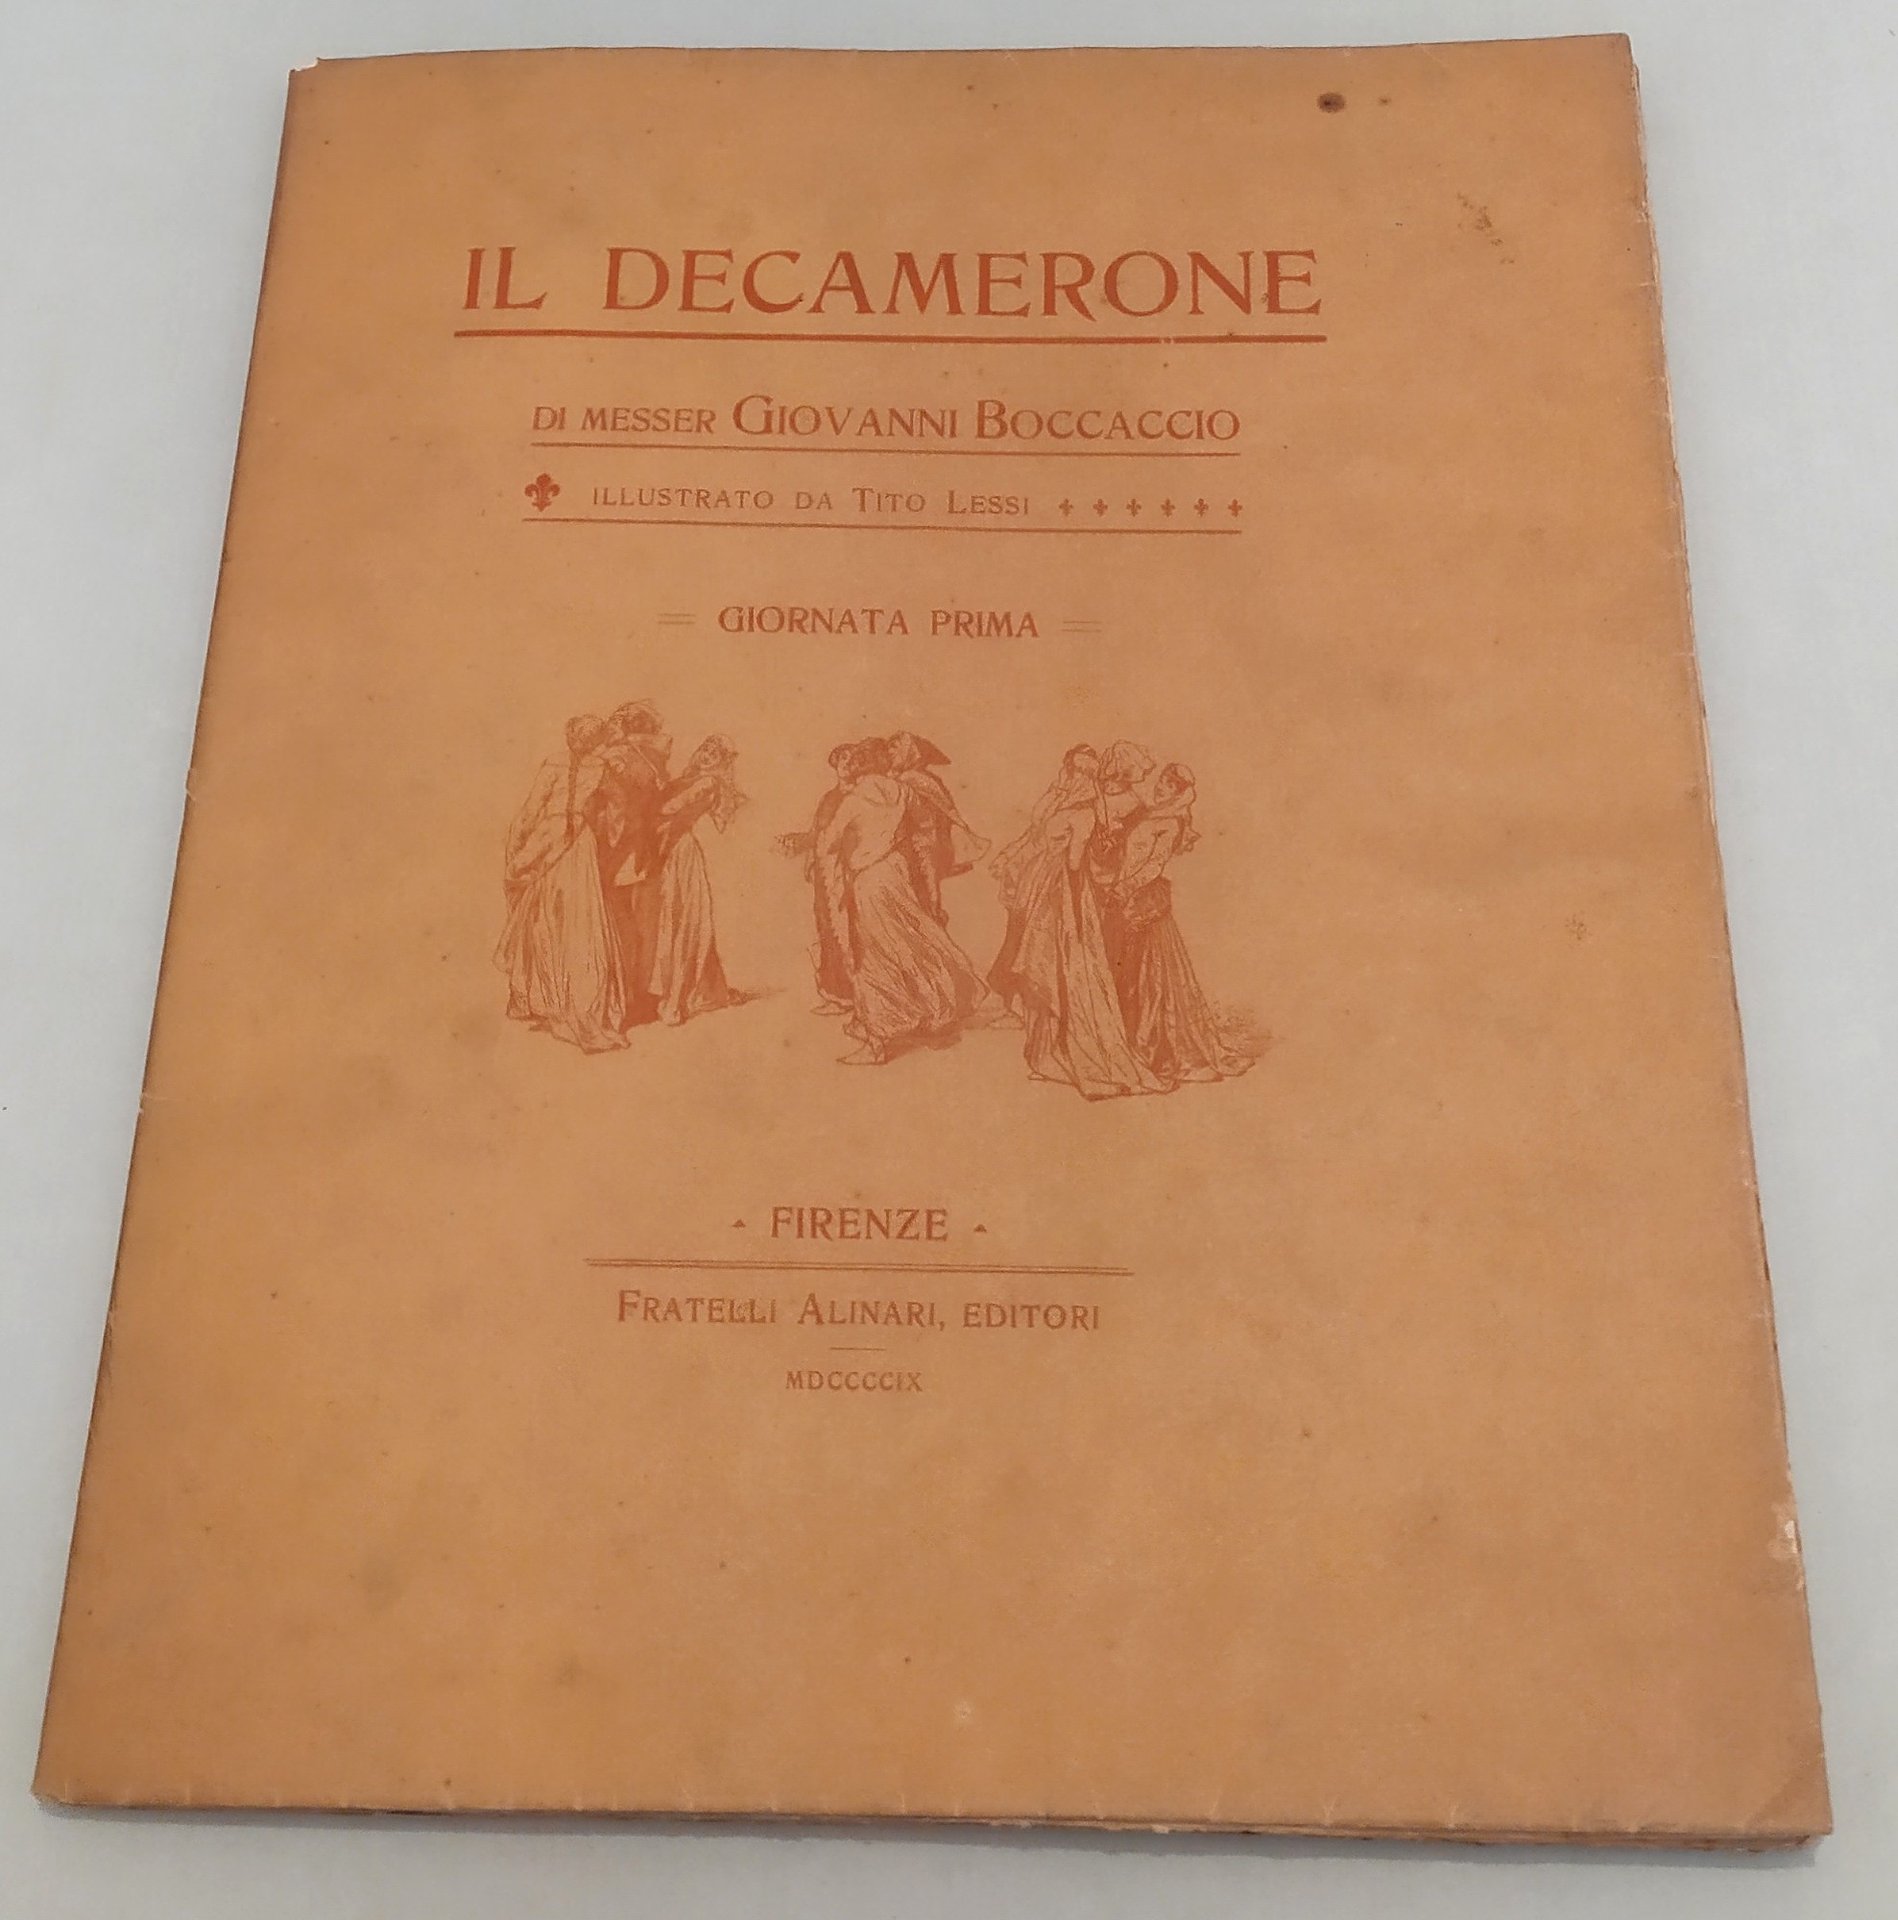 IL DECAMERONE
DI MESSER GIOVANNI BOCCACCIO
ILLUSTRATO DA TITO LESSI
GIORNATA PRIMA
FIRENZE
FRATELLI ALINARI, EDITORI
MDCCCCIX